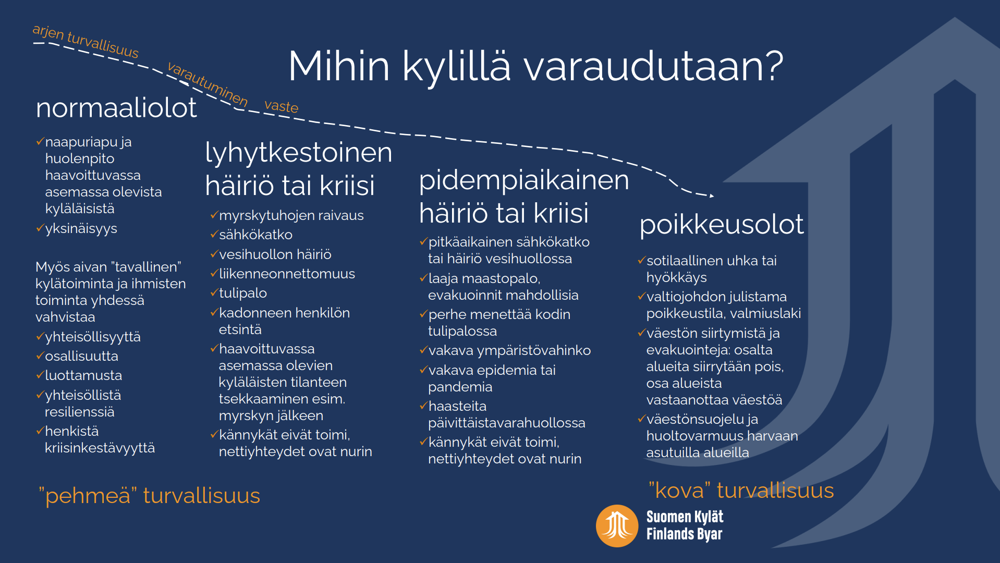 arjen turvallisuus
varautuminen
vaste
Mihin kylillä varaudutaan?
normaaliolot
✓naapuriapu ja
huolenpito
haavoittuvassa
asemassa olevista
kyläläisistä
✓yksinäisyys
Myös aivan ”tavallinen”
kylätoiminta ja ihmisten
toiminta yhdessä
vahvistaa
✓yhteisöllisyyttä
✓osallisuutta
✓luottamusta
✓yhteisöllistä
resilienssiä
✓henkistä
kriisinkestävyyttä
lyhytkestoinen
häiriö tai kriisi
✓myrskytuhojen raivaus
✓sähkökatko
✓vesihuollon häiriö
✓liikenneonnettomuus
✓tulipalo
✓kadonneen henkilön
etsintä
✓haavoittuvassa
asemassa olevien
kyläläisten tilanteen
tsekkaaminen esim.
myrskyn jälkeen
✓kännykät eivät toimi,
nettiyhteydet ovat nurin
pidempiaikainen
häiriö tai kriisi
✓pitkäaikainen sähkökatko
tai häiriö vesihuollossa
✓laaja maastopalo,
evakuoinnit mahdollisia
✓perhe menettää kodin
tulipalossa
✓vakava ympäristövahinko
✓vakava epidemia tai
pandemia
✓haasteita
päivittäistavarahuollossa
✓kännykät eivät toimi,
nettiyhteydet ovat nurin
poikkeusolot
✓sotilaallinen uhka tai
hyökkäys
✓valtiojohdon julistama
poikkeustila, valmiuslaki
✓väestön siirtymistä ja
evakuointeja: osalta
alueita siirrytään pois,
osa alueista
vastaanottaa väestöä
✓väestönsuojelu ja
huoltovarmuus harvaan
asutuilla alueilla
”pehmeä” turvallisuus
”kova” turvallisuus
Suomen Kylät
Finlands Byar